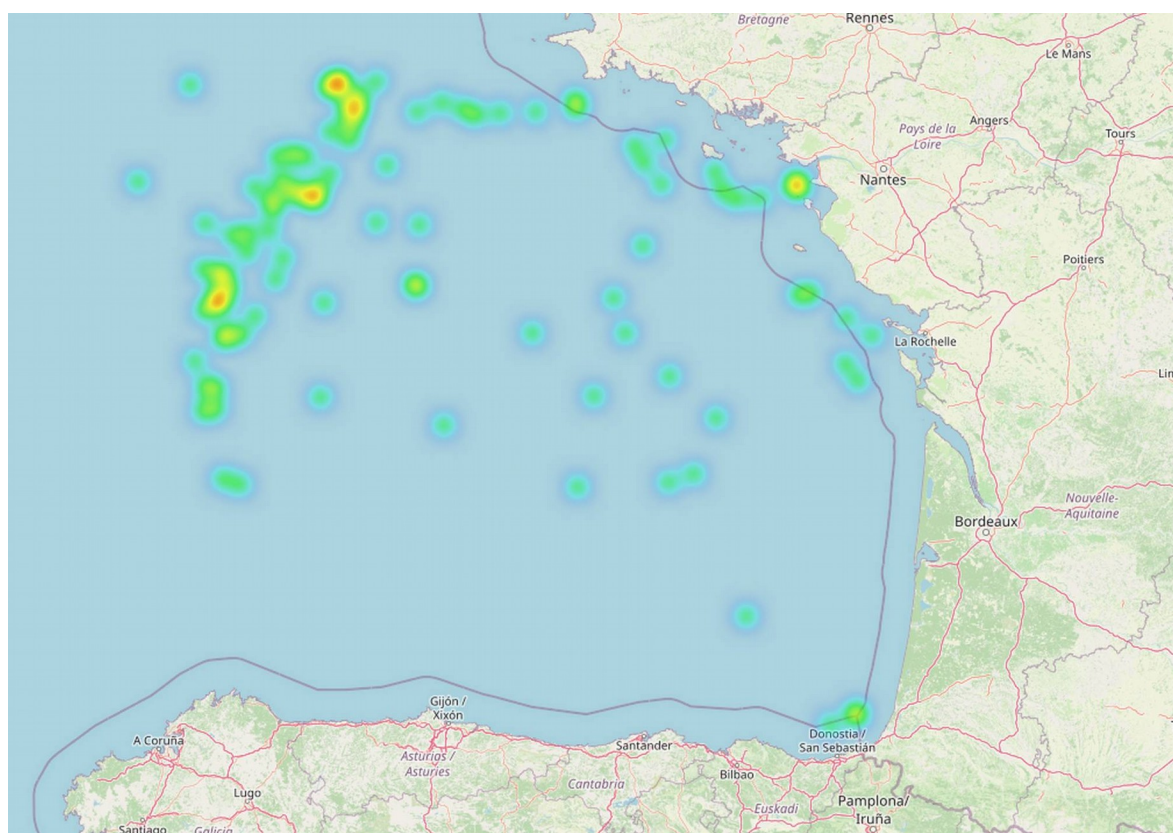 Bretagne
Rennes
Le Mans
Angers
Pays de la
Loire
Tours
Nantes
Poitiers
La Rochelle
Lim
Nouvelle-
Aquitaine
Bordeaux
Gijón /
Xixón
A Coruña
Donostia /
San Sebastián
Santander
Asturias /
Asturies
Bilbao
Cantabria
Lugo
Pamplona/
Iruña
Euskadi
Santiago
Galicia